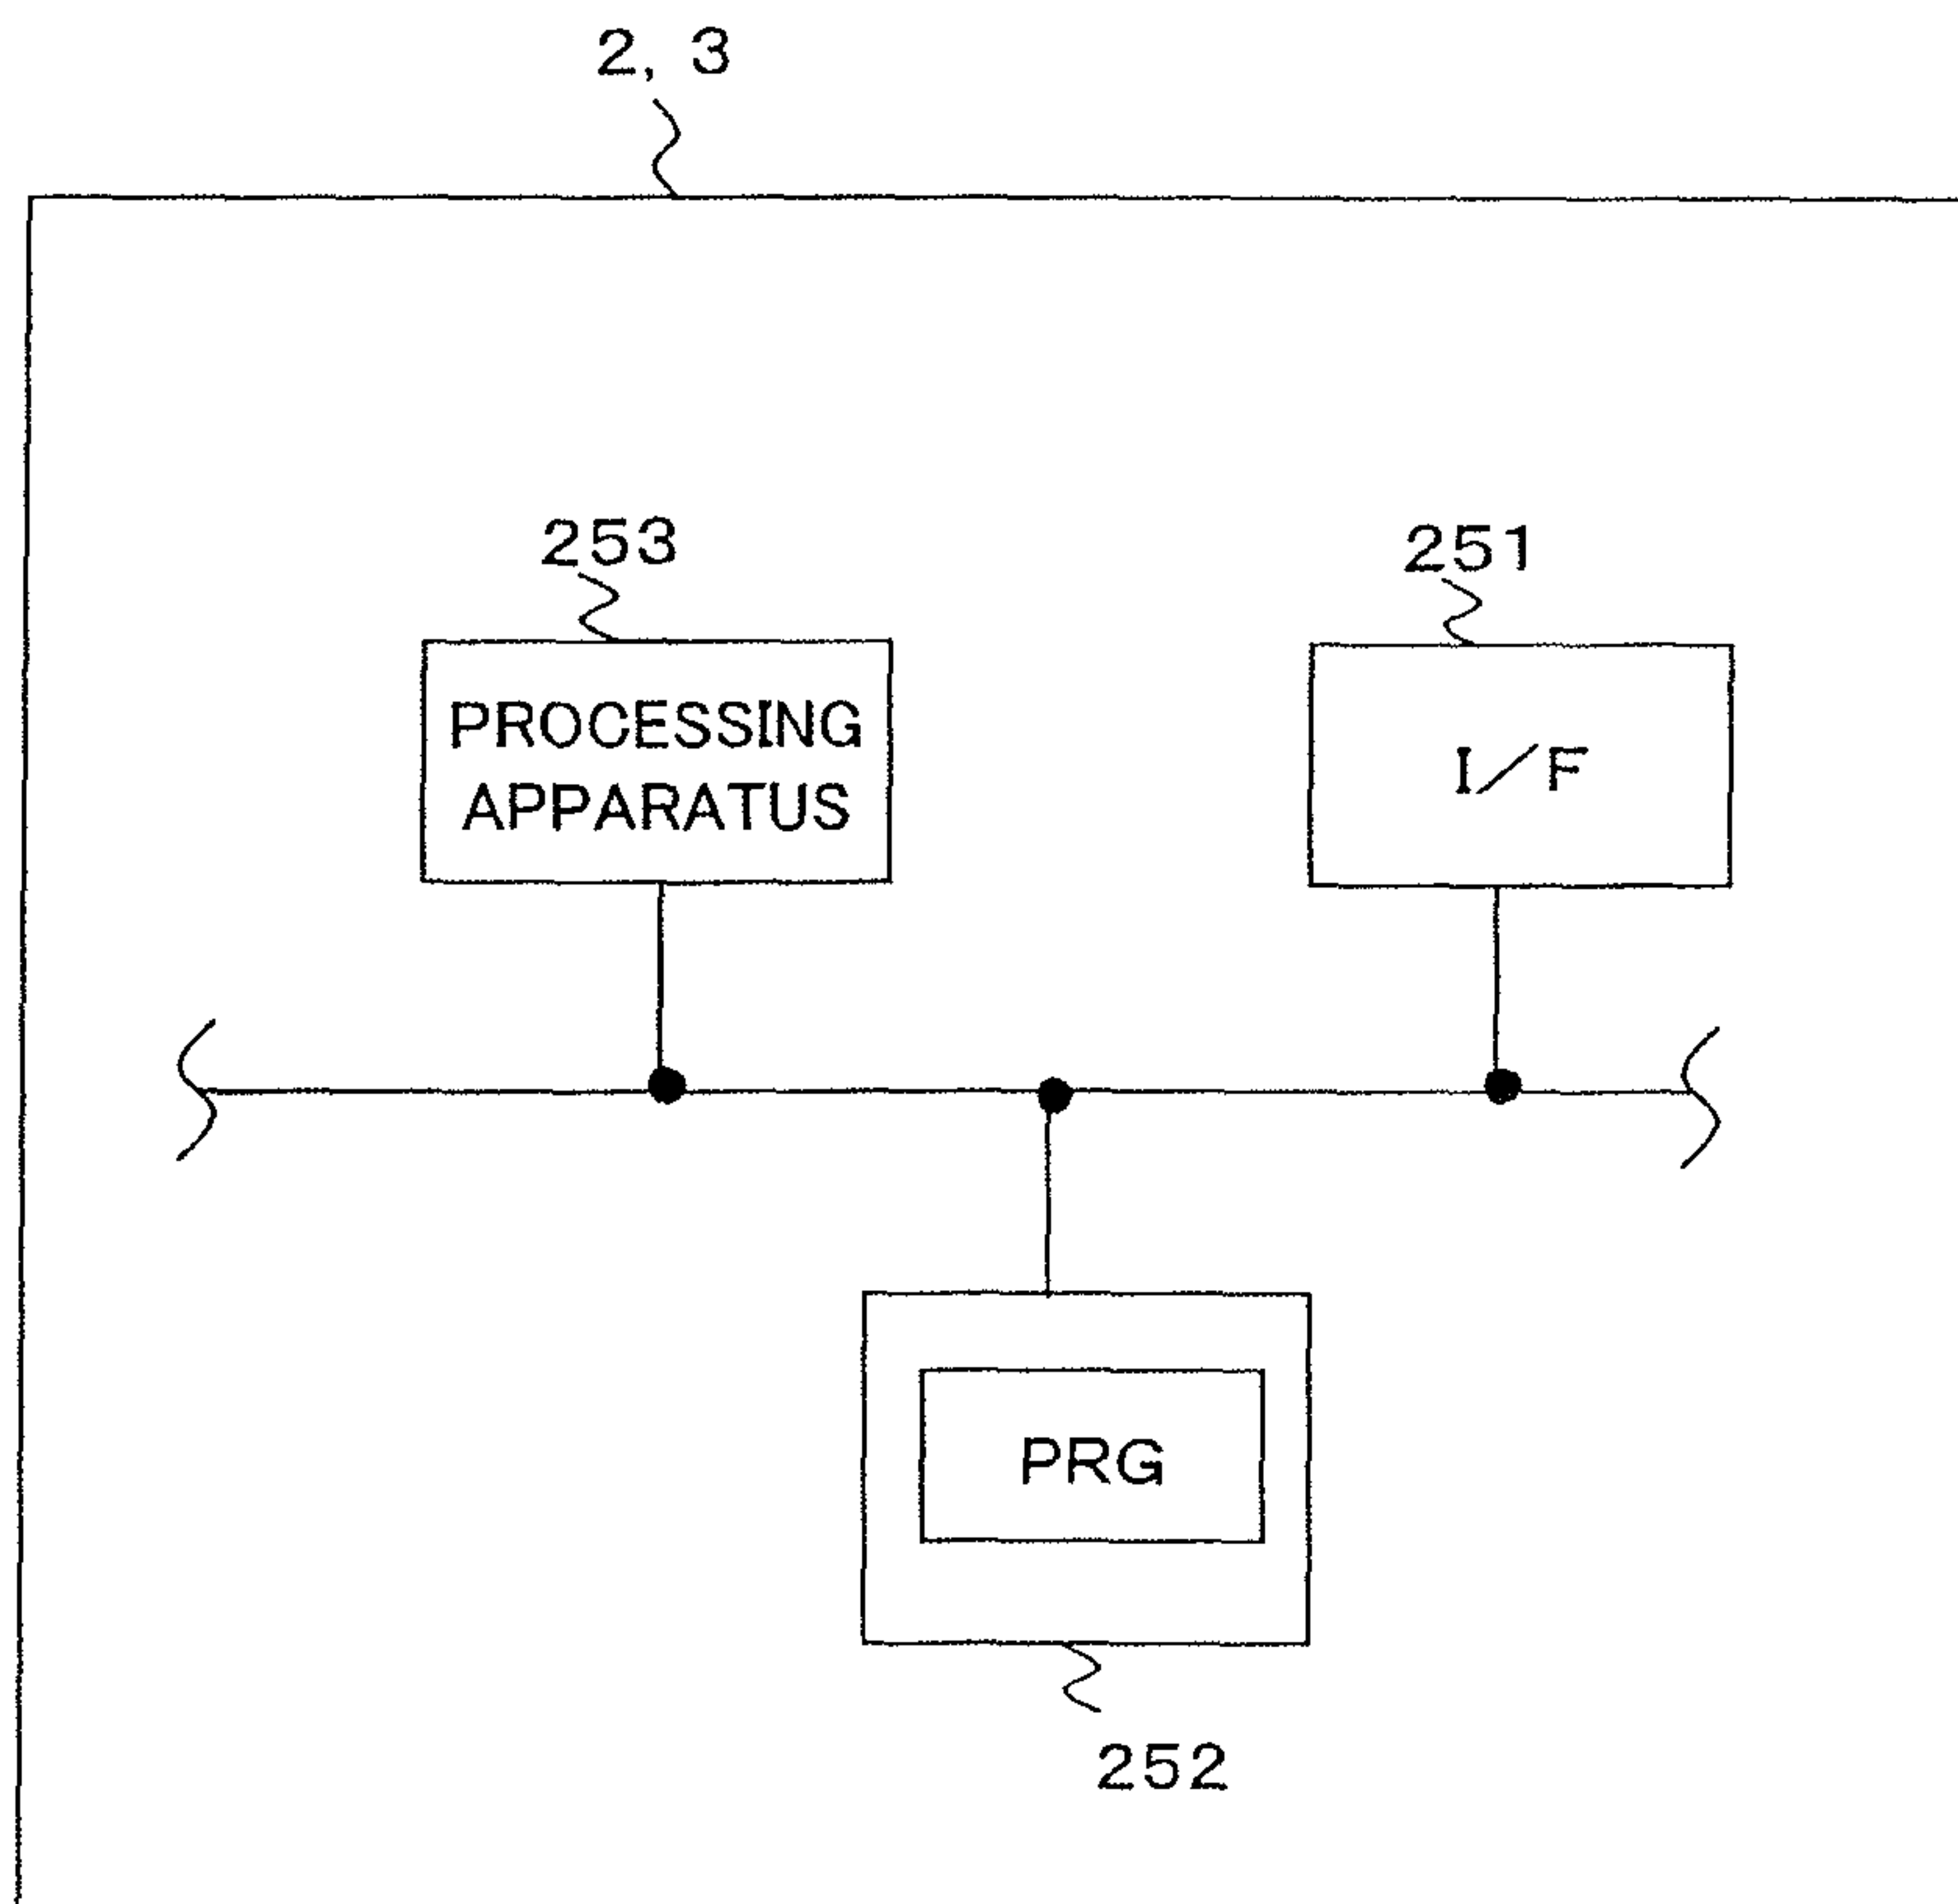 2, 3
253
251
PROCESSING
APPARATUS
I/F
PRG
252